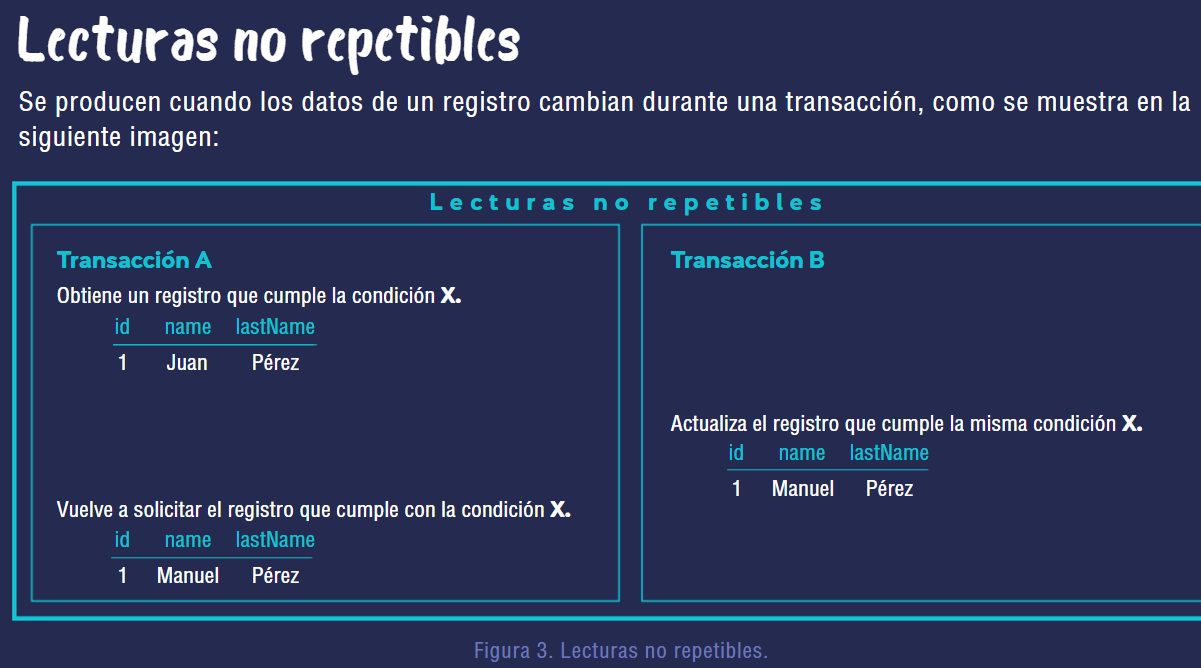 Lecturas no repetibles
Se producen cuando los datos de un registro cambian durante una transacción, como se muestra en la
siguiente imagen:
Lecturas no repetibles
Transacción A
Obtiene un registro que cumple la condición X.
id name lastName
1 Juan Pérez
Vuelve a solicitar el registro que cumple con la condición X.
id name lastName
1 Manuel Pérez
Transacción B
Actualiza el registro que cumple la misma condición X.
id name lastName
1 Manuel Pérez
Figura 3. Lecturas no repetibles.